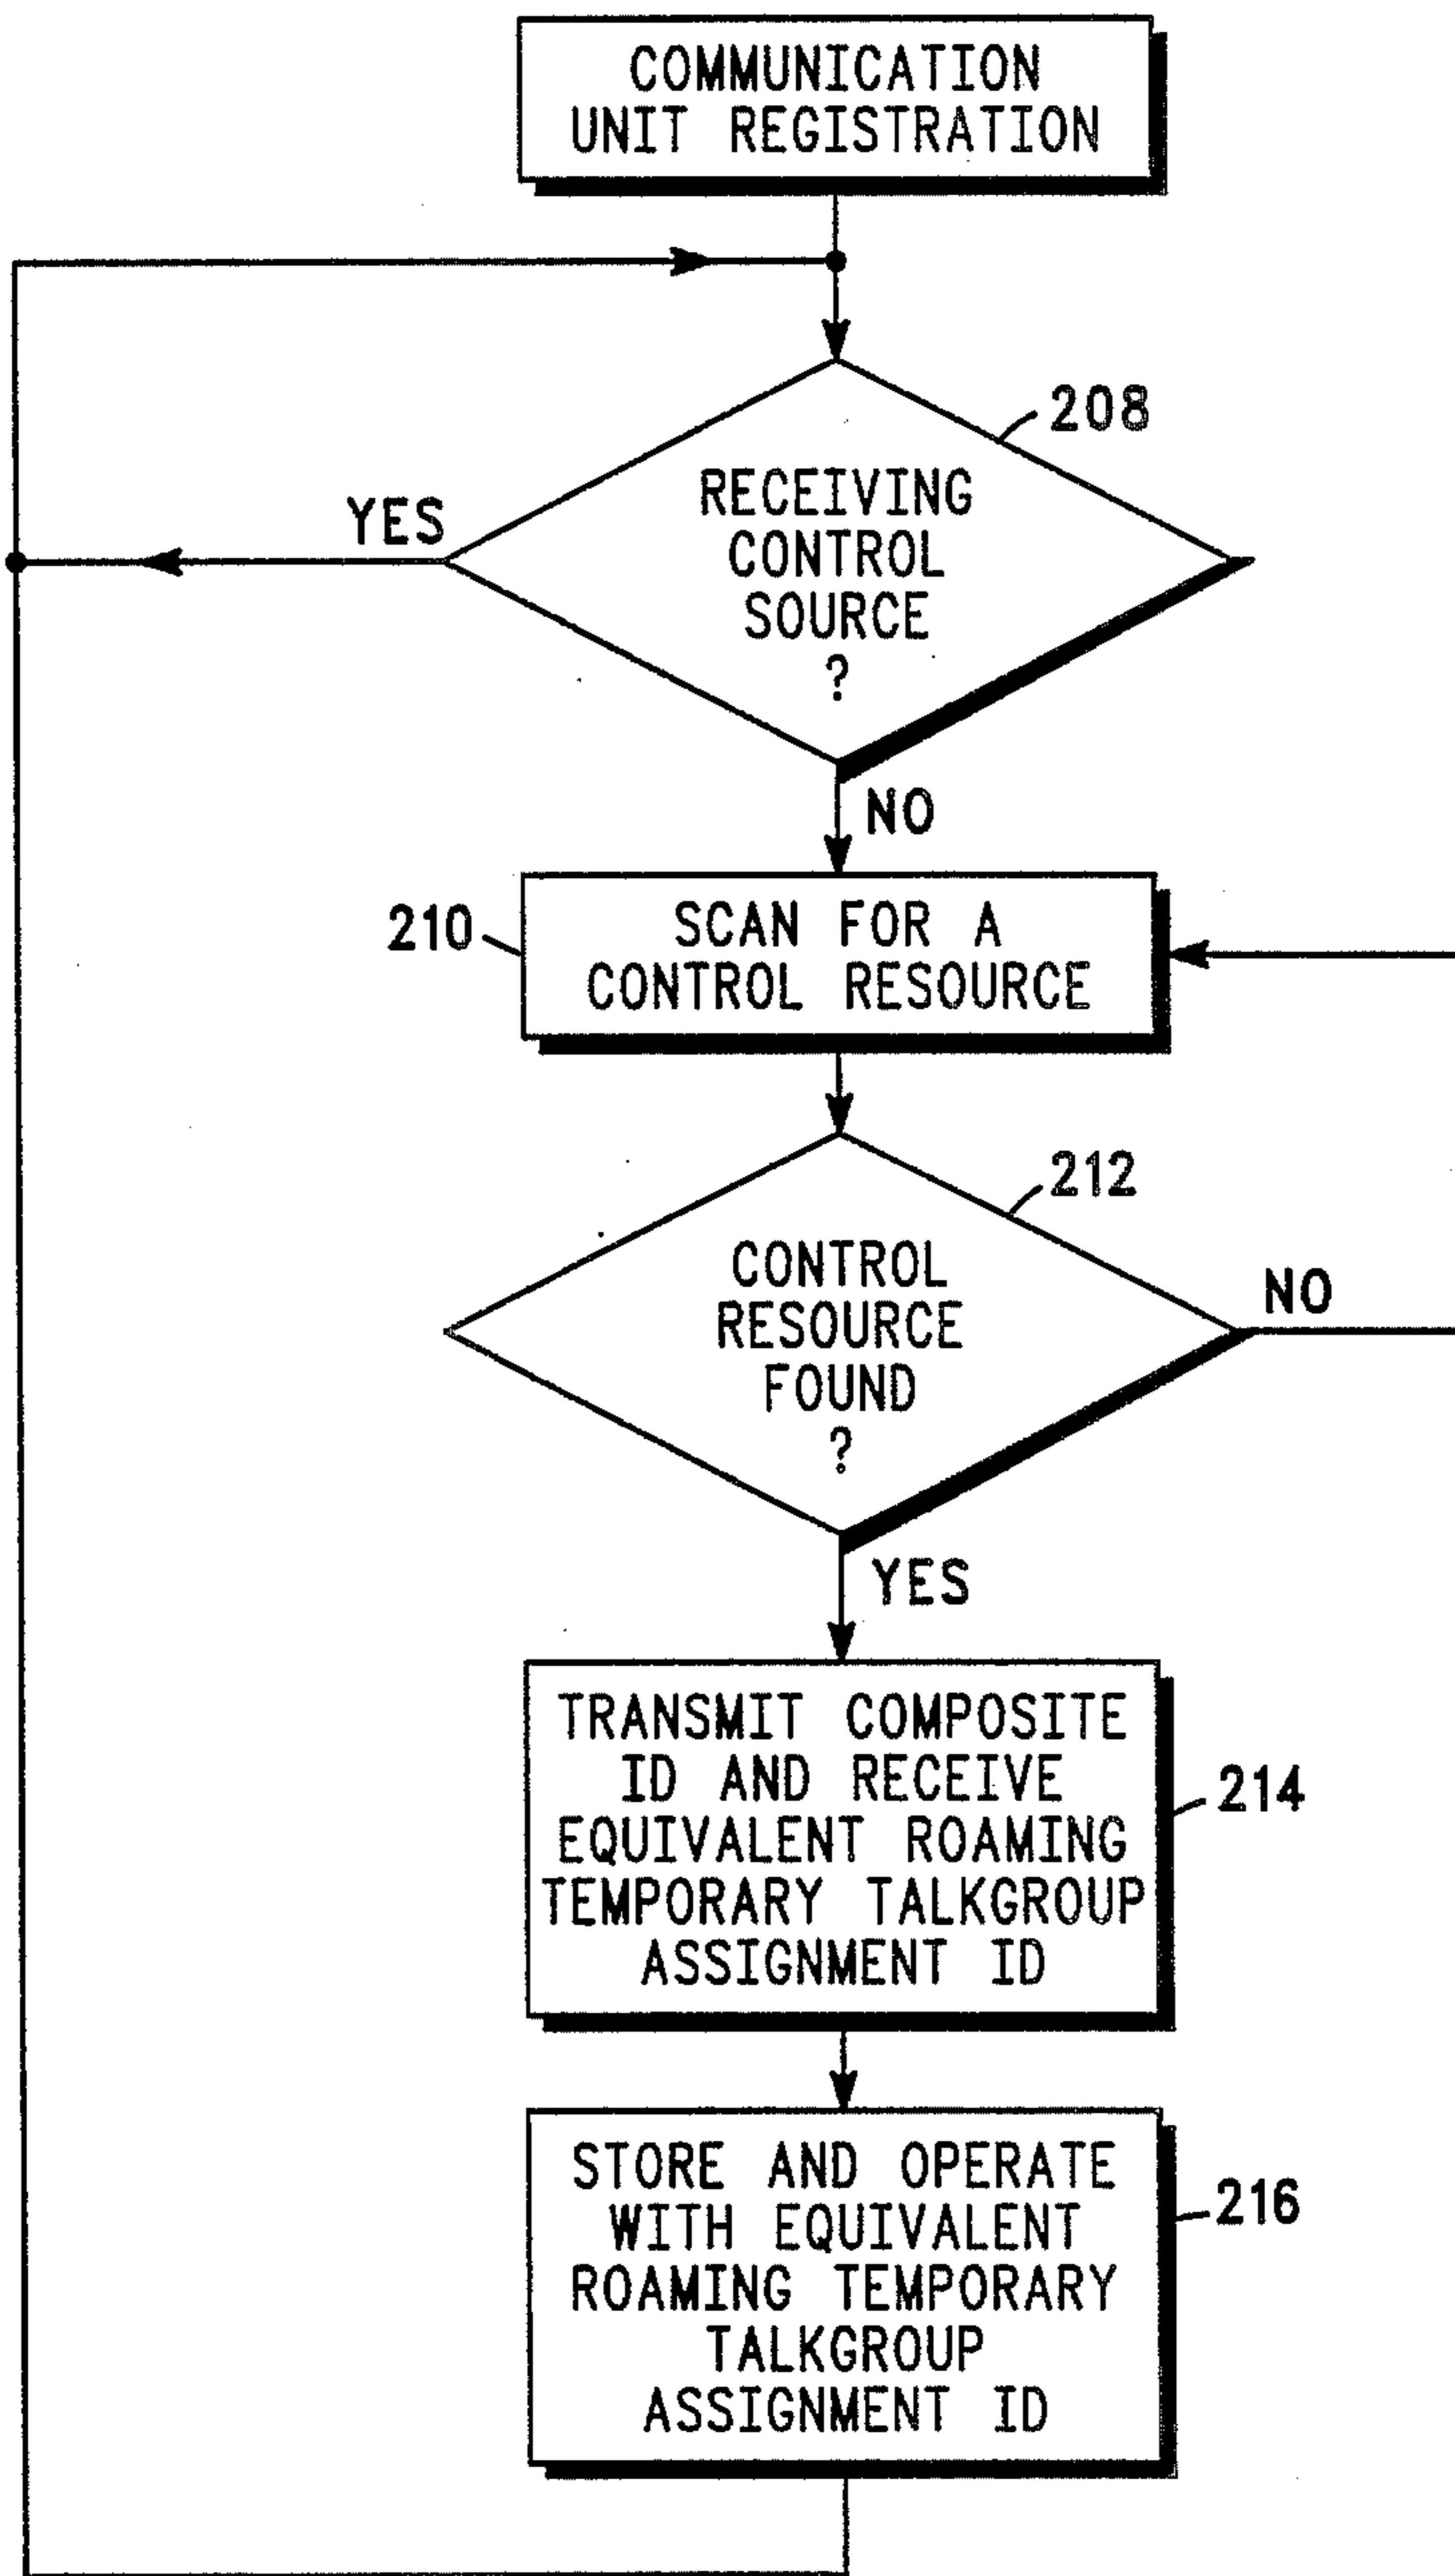 COMMUNICATION
UNIT REGISTRATION
208
RECEIVING
CONTROL
SOURCE
?
YES
NO
210
SCAN FOR A
CONTROL RESOURCE
212
CONTROL
RESOURCE
FOUND
?
NO
YES
TRANSMIT COMPOSITE
ID AND RECEIVE
EQUIVALENT ROAMING
TEMPORARY TALKGROUP
ASSIGNMENT ID
214
STORE AND OPERATE
WITH EQUIVALENT
ROAMING TEMPORARY
TALKGROUP
ASSIGNMENT ID
216